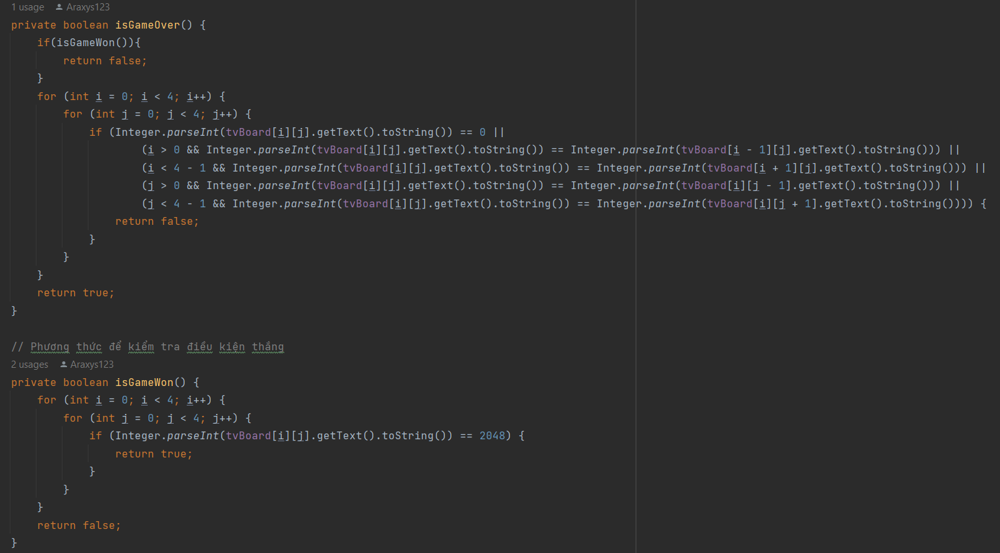 1 usage Araxys123
private boolean isGameOver() {
if(isGameWon()){
return false;
}
for (int i = 0; i < 4; i++) {
for (int j = 0; j < 4; j++) {
if (Integer.parseInt(tvBoard[i][j].getText().toString()) == 0 ||
(i > 0 && Integer.parseInt(tvBoard[i][j].getText().toString()) == Integer.parseInt(tvBoard[i - 1][j].getText().toString())) ||
(i < 4 - 1 && Integer.parseInt(tvBoard[i][j].getText().toString()) == Integer.parseInt(tvBoard[i + 1][j].getText().toString())) ||
(j > 0 && Integer.parseInt(tvBoard[i][j].getText().toString()) == Integer.parseInt(tvBoard[i][j - 1].getText().toString())) ||
(j < 4 - 1 && Integer.parseInt(tvBoard[i][j].getText().toString()) == Integer.parseInt(tvBoard[i][j + 1].getText().toString()))) {
return false;
}
}
}
return true;
}
// Phương thức để kiểm tra điều kiện thắng
2 usages Araxys123
private boolean isGameWon() {
for (int i = 0; i < 4; i++) {
for (int j = 0; j < 4; j++) {
if (Integer.parseInt(tvBoard[i][j].getText().toString()) == 2048) {
return true;
}
}
}
return false;
}